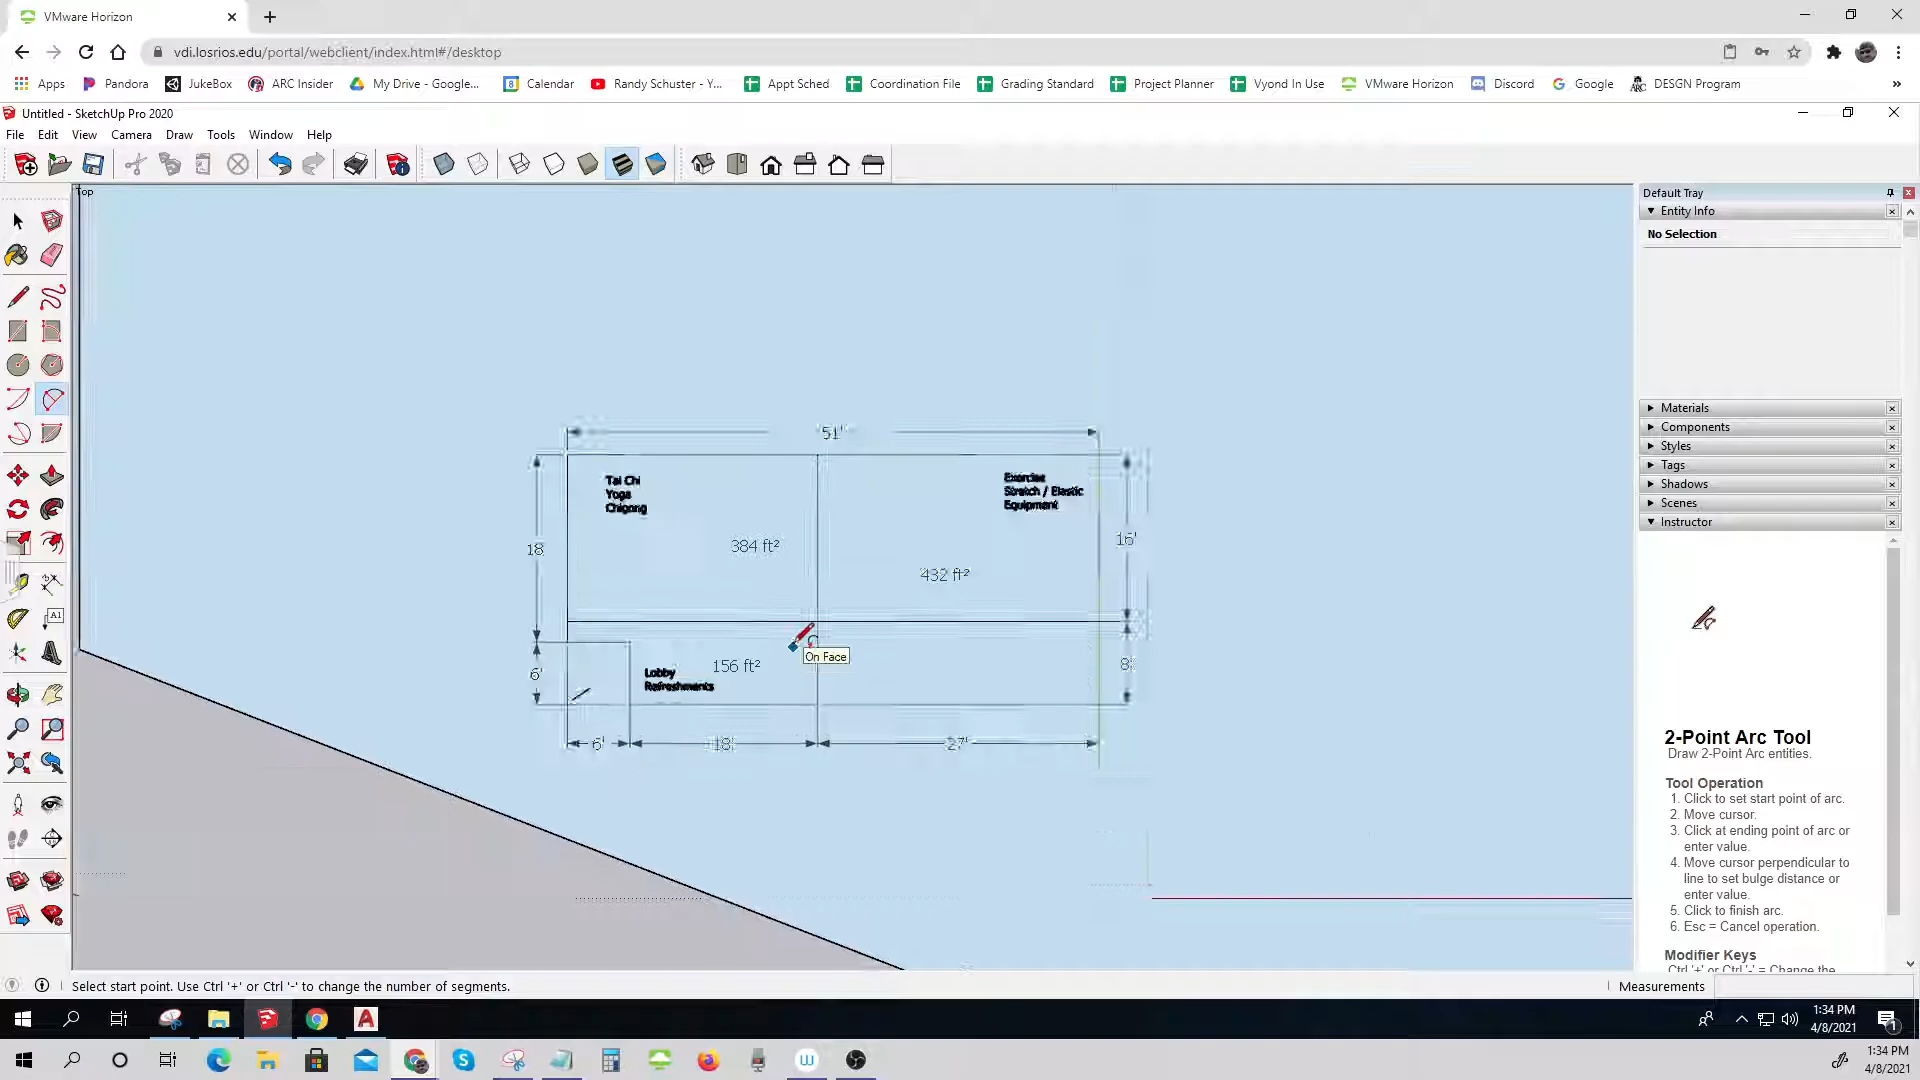 VMware Horizon
vdi.losrios.edu/portal/webclient/index.html#/desktop
Apps Pandora JukeBox ARC Insider My Drive - Google... Calendar Randy Schuster - Y... Appt Sched Coordination File Grading Standard Project Planner Vyond In Use VMware Horizon Discord Google DESGN Program »
Untitled - SketchUp Pro 2020
File Edit View Camera Draw Tools Window Help
Top
Default Tray
Entity Info
No Selection
Materials
Components
Styles
Tags
Shadows
Scenes
Instructor
51'
Tai Chi
Yoga
Chigong
Exercise
Stretch / Elastic
Equipment
18
384 ft²
432 ft²
16'
On Face
6'
Lobby
Refreshments
156 ft²
8'
6' 18' 27'
A1
2-Point Arc Tool
Draw 2-Point Arc entities.
Tool Operation
1. Click to set start point of arc.
2. Move cursor.
3. Click at ending point of arc or
enter value.
4. Move cursor perpendicular to
line to set bulge distance or
enter value.
5. Click to finish arc.
6. Esc = Cancel operation.
Modifier Keys
Ctrl '+' or Ctrl '-' = Change the
Select start point. Use Ctrl '+' or Ctrl '-' to change the number of segments.
Measurements
1:34 PM
4/8/2021
1:34 PM
4/8/2021